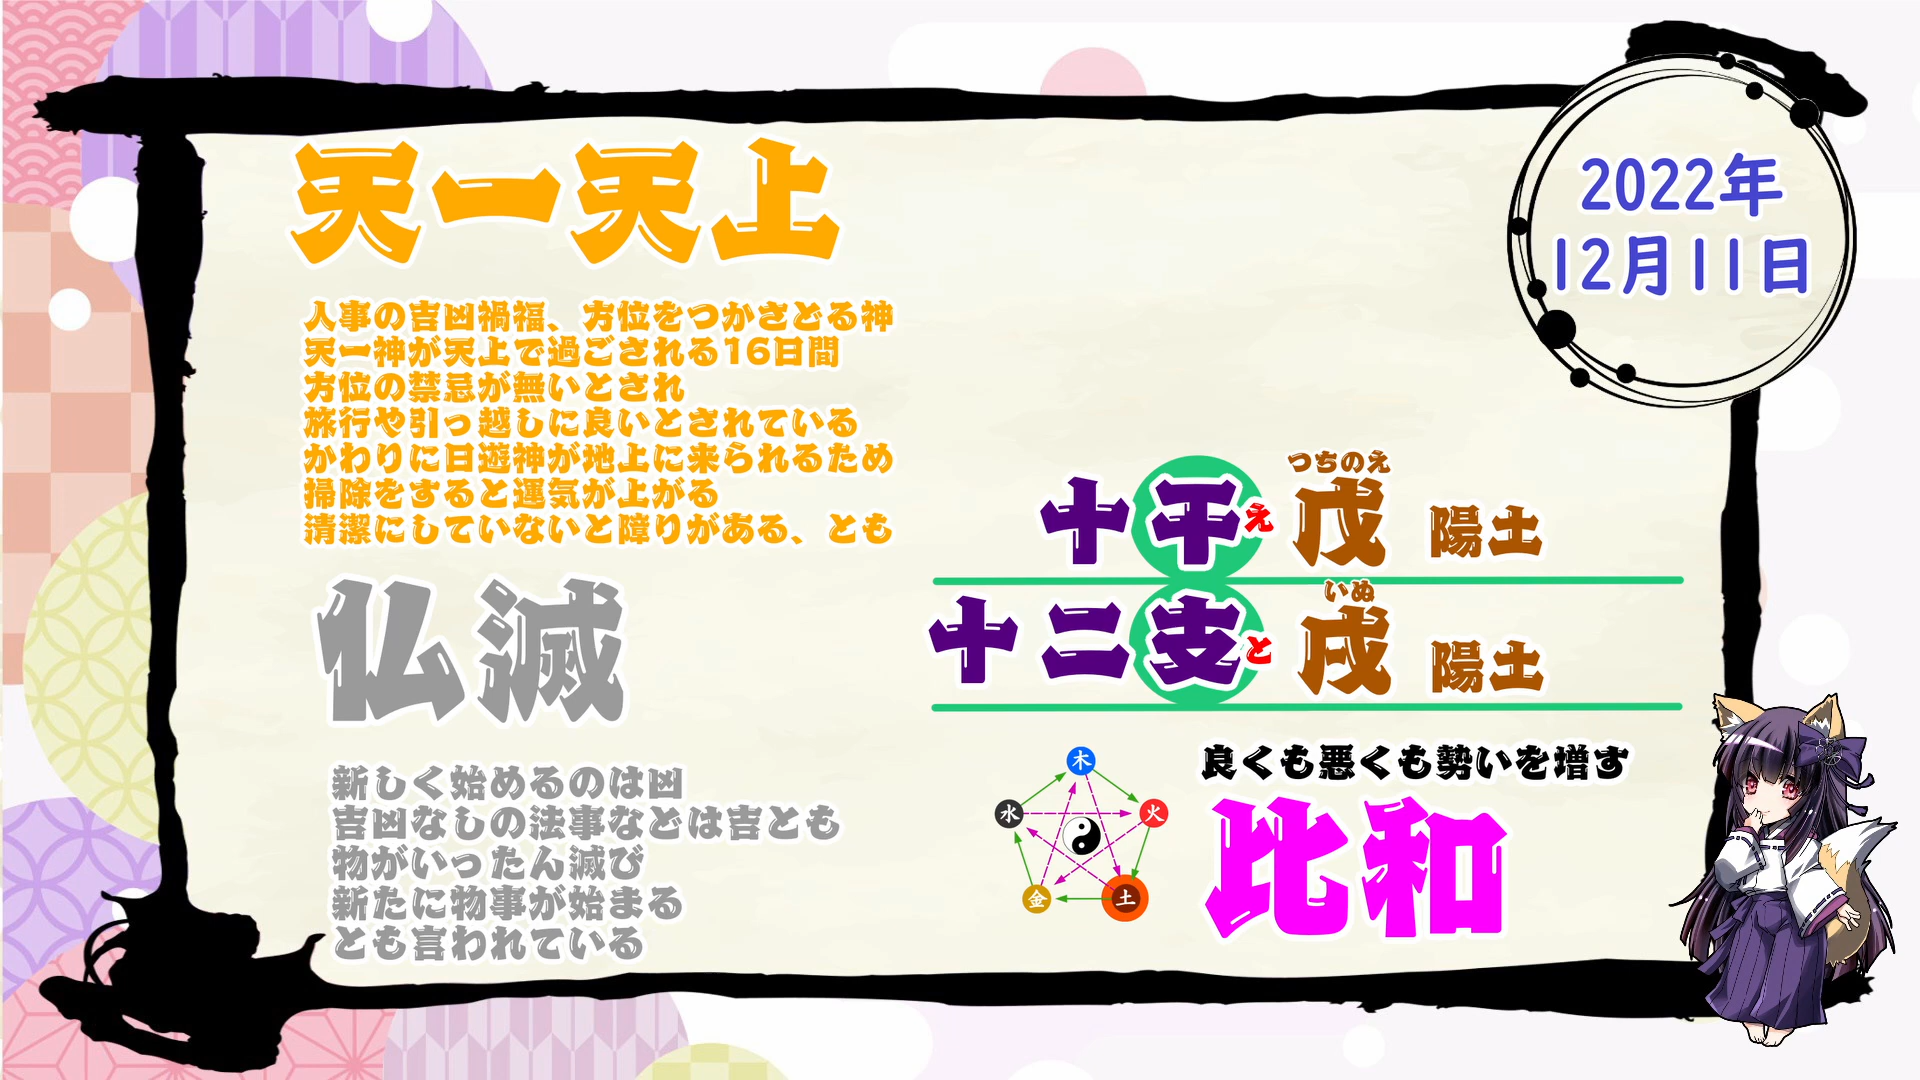 天一天上
人事の吉凶禍福、方位をつかさどる神
天一神が天上で過ごされる16日間
方位の禁忌が無いとされ
旅行や引っ越しに良いとされている
かわりに日遊神が地上に来られるため
掃除をすると運気が上がる
清潔にしていないと障りがある、とも
仏滅
新しく始めるのは凶
吉凶なしの法事などは吉とも
物がいったん滅び
新たに物事が始まる
とも言われている
2022年
12月11日
つちのえ
十干え 戊 陽土
いぬ
十二支と 戌 陽土
良くも悪くも勢いを増す
比和
木
水
火
金
土